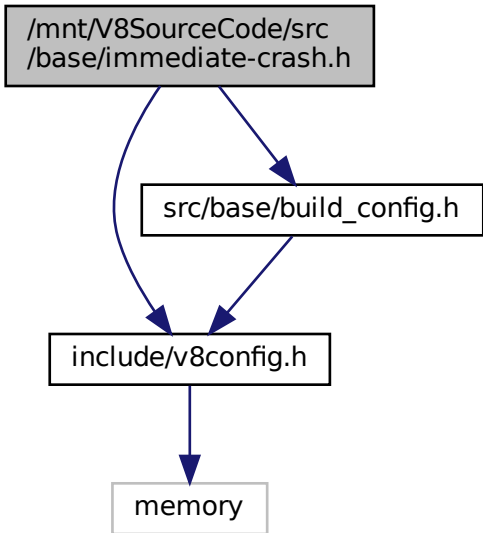 /mnt/V8SourceCode/src
/base/immediate-crash.h
src/base/build_config.h
include/v8config.h
memory